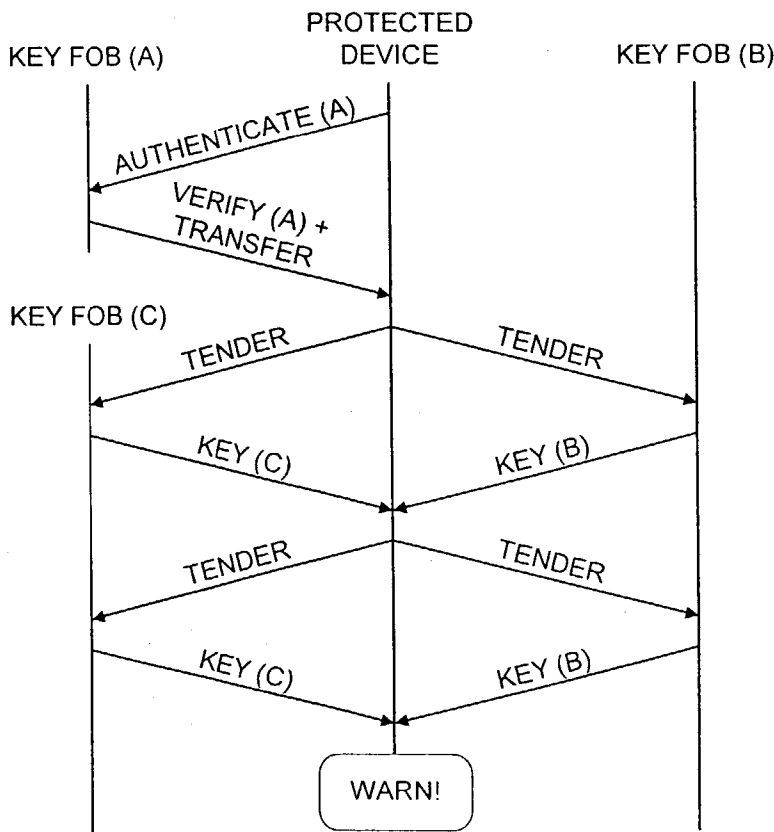 KEY FOB (A)
PROTECTED
DEVICE
KEY FOB (B)
AUTHENTICATE (A)
VERIFY (A) +
TRANSFER
KEY FOB (C)
TENDER
TENDER
KEY (C)
KEY (B)
TENDER
TENDER
KEY (C)
KEY (B)
WARN!